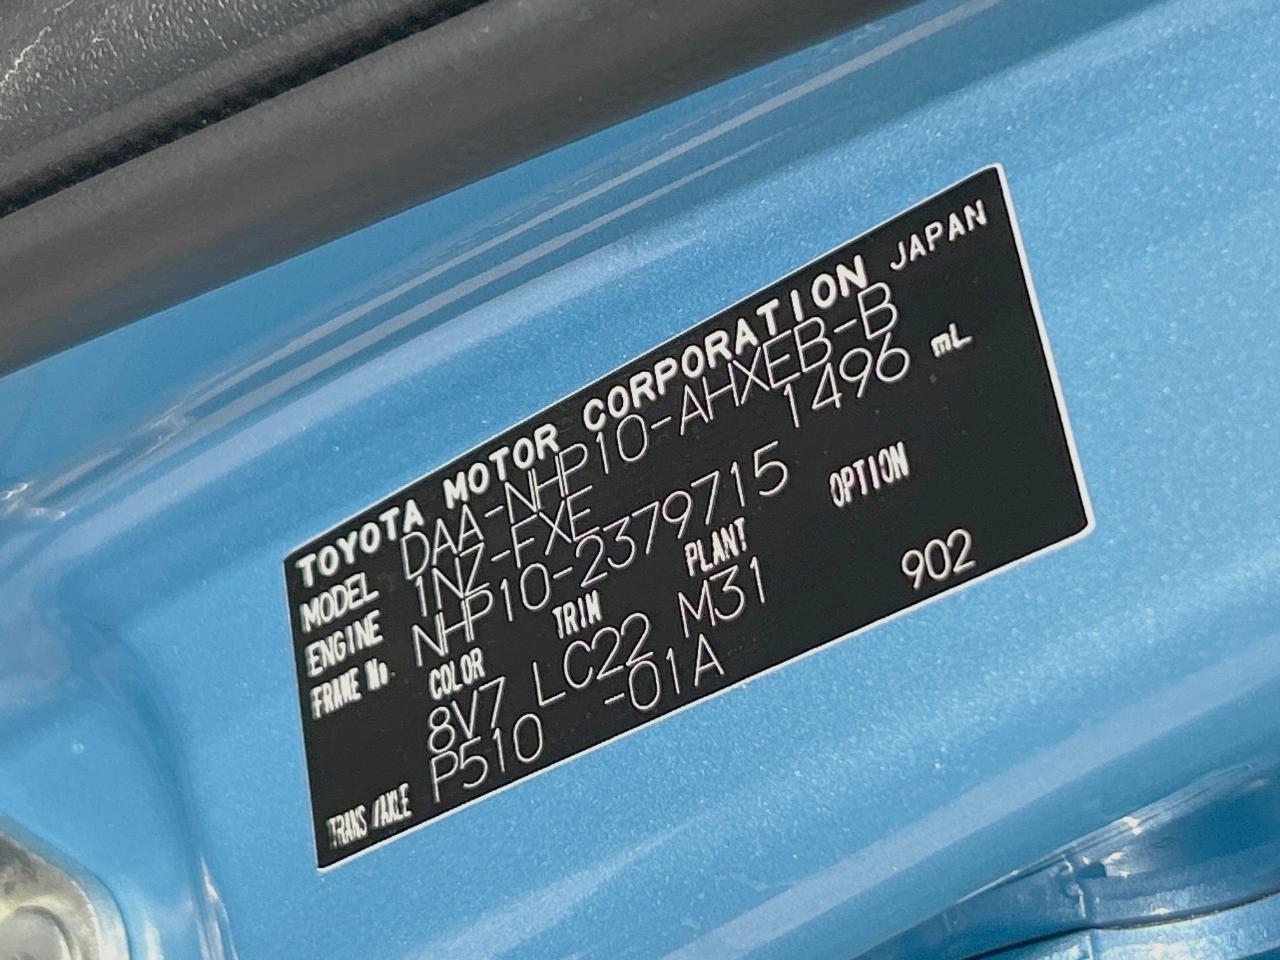 TOYOTA MOTOR CORPORATION JAPAN
MODEL DAA-NHP10-AHXEB-B
ENGINE 1NZ-FXE 1496 mL
FRAME No. NHP10-2379715
COLOR TRIM PLANT OPTION
8V7 LC22 M31 902
TRANS/AXLE P510 -01A